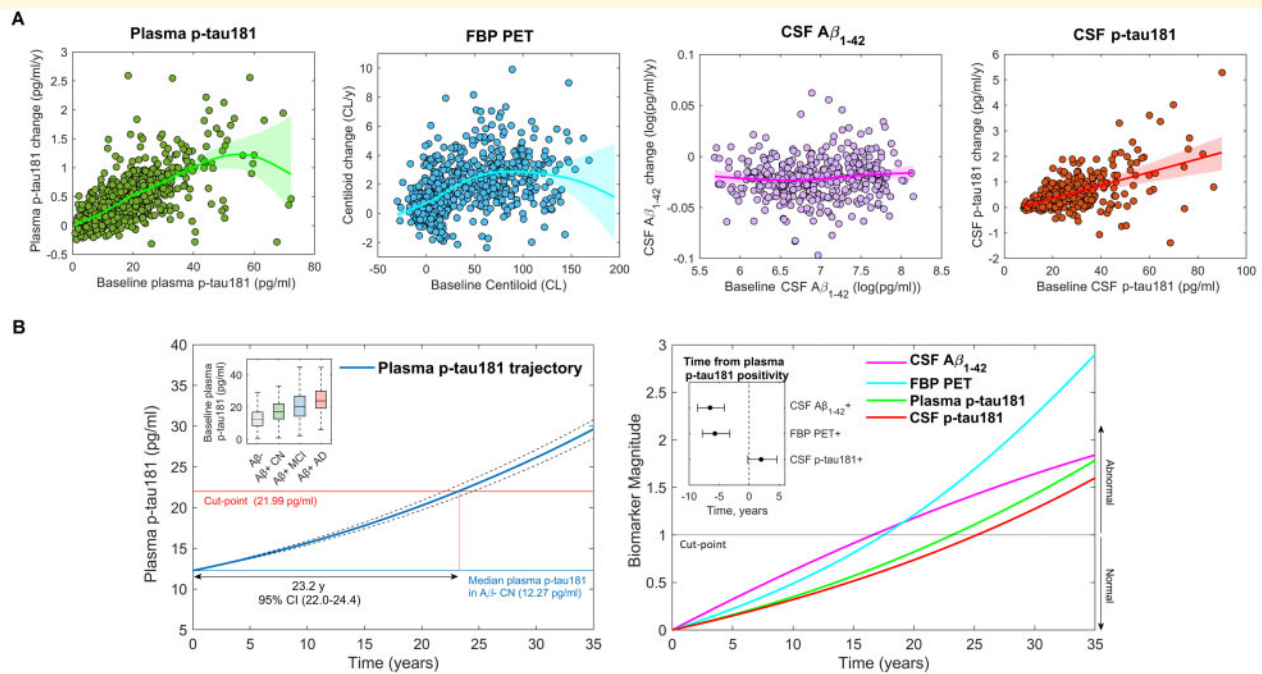 A
Plasma p-tau181
Plasma p-tau181 change (pg/ml/y)
3
2.5
2
1.5
1
0.5
0
-0.5
0 20 40 60 80
Baseline plasma p-tau181 (pg/ml)
FBP PET
Centiloid change (CL/y)
10
8
6
4
2
0
-2
-50 0 50 100 150 200
Baseline Centiloid (CL)
CSF Aβ1-42
CSF Aβ1-42 change (log(pg/ml)/y)
0.1
0.05
0
-0.05
-0.1
5.5 6 6.5 7 7.5 8 8.5
Baseline CSF Aβ1-42 (log(pg/ml))
CSF p-tau181
CSF p-tau181 change (pg/ml/y)
6
5
4
3
2
1
0
-1
-2
0 20 40 60 80 100
Baseline CSF p-tau181 (pg/ml)
B
Plasma p-tau181 (pg/ml)
40
35
30
25
20
15
10
5
0 5 10 15 20 25 30 35
Time (years)
Plasma p-tau181 trajectory
Baseline plasma
p-tau181 (pg/ml)
40
20
0
Aβ-
Aβ+ CN
Aβ+ MCI
Aβ+ AD
Cut-point (21.99 pg/ml)
23.2 y
95% CI (22.0-24.4)
Median plasma p-tau181
in Aβ- CN (12.27 pg/ml)
Biomarker Magnitude
3
2.5
2
1.5
1
0.5
0
0 5 10 15 20 25 30 35
Time (years)
Time from plasma
p-tau181 positivity
CSF Aβ1-42+
FBP PET+
CSF p-tau181+
-10 -5 0 5
Time, years
CSF Aβ1-42
FBP PET
Plasma p-tau181
CSF p-tau181
Cut-point
Abnormal
Normal